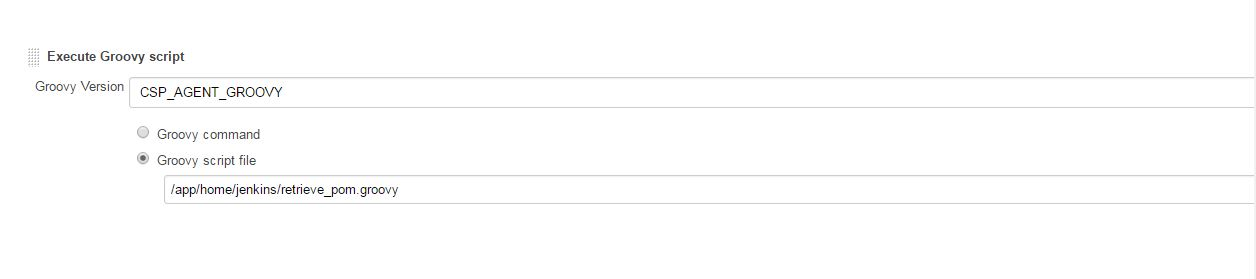 Execute Groovy script
Groovy Version CSP_AGENT_GROOVY
Groovy command
Groovy script file
/app/home/jenkins/retrieve_pom.groovy